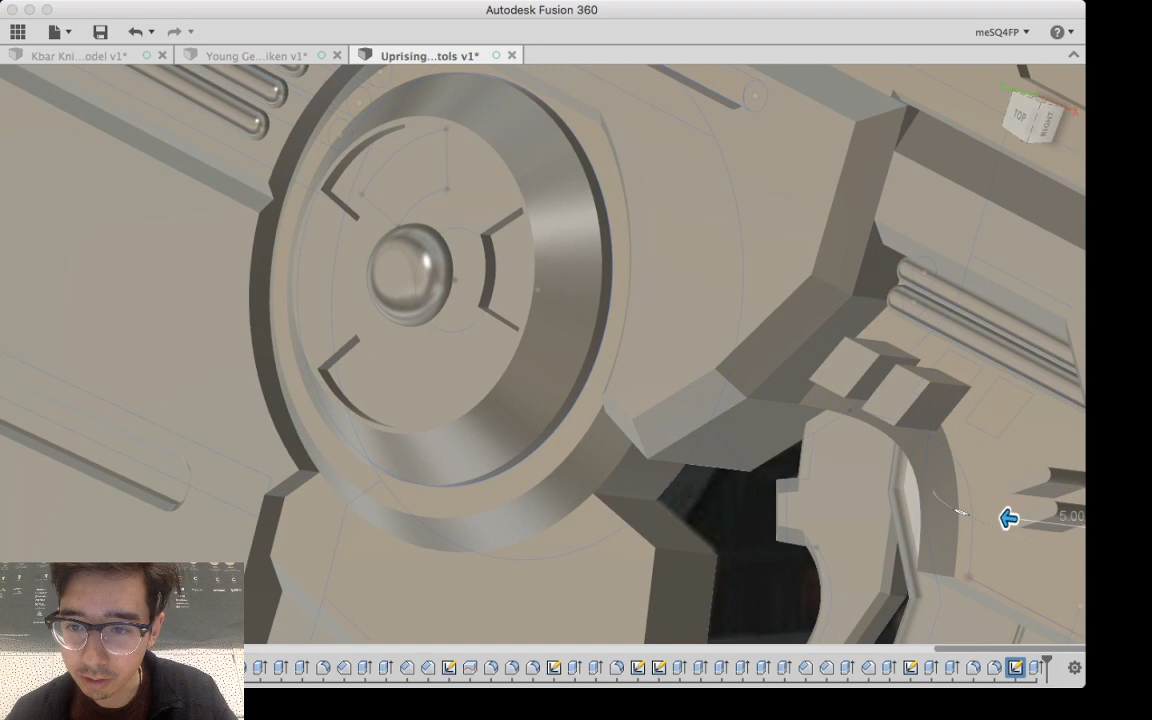 Autodesk Fusion 360
meSQ4FP
Kbar Kni...odel v1*
Young Ge...iken v1*
Uprising...tols v1*
TOP
RIGHT
5.00